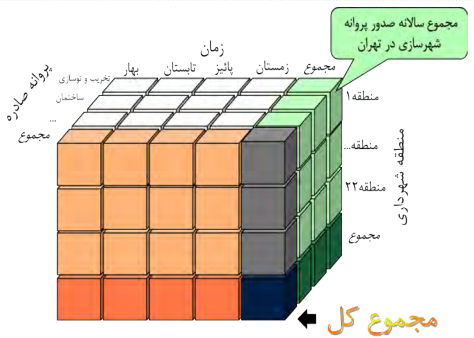 مجموع سالانه صدور پروانه
شهرسازی در تهران
زمان
بهار
تابستان
پائیز
زمستان
مجموع
پروانه صادره
تخریب و نوسازی
ساختمان
...
مجموع
منطقه۱
منطقه...
منطقه۲۲
مجموع
منطقه شهرداری
مجموع کل